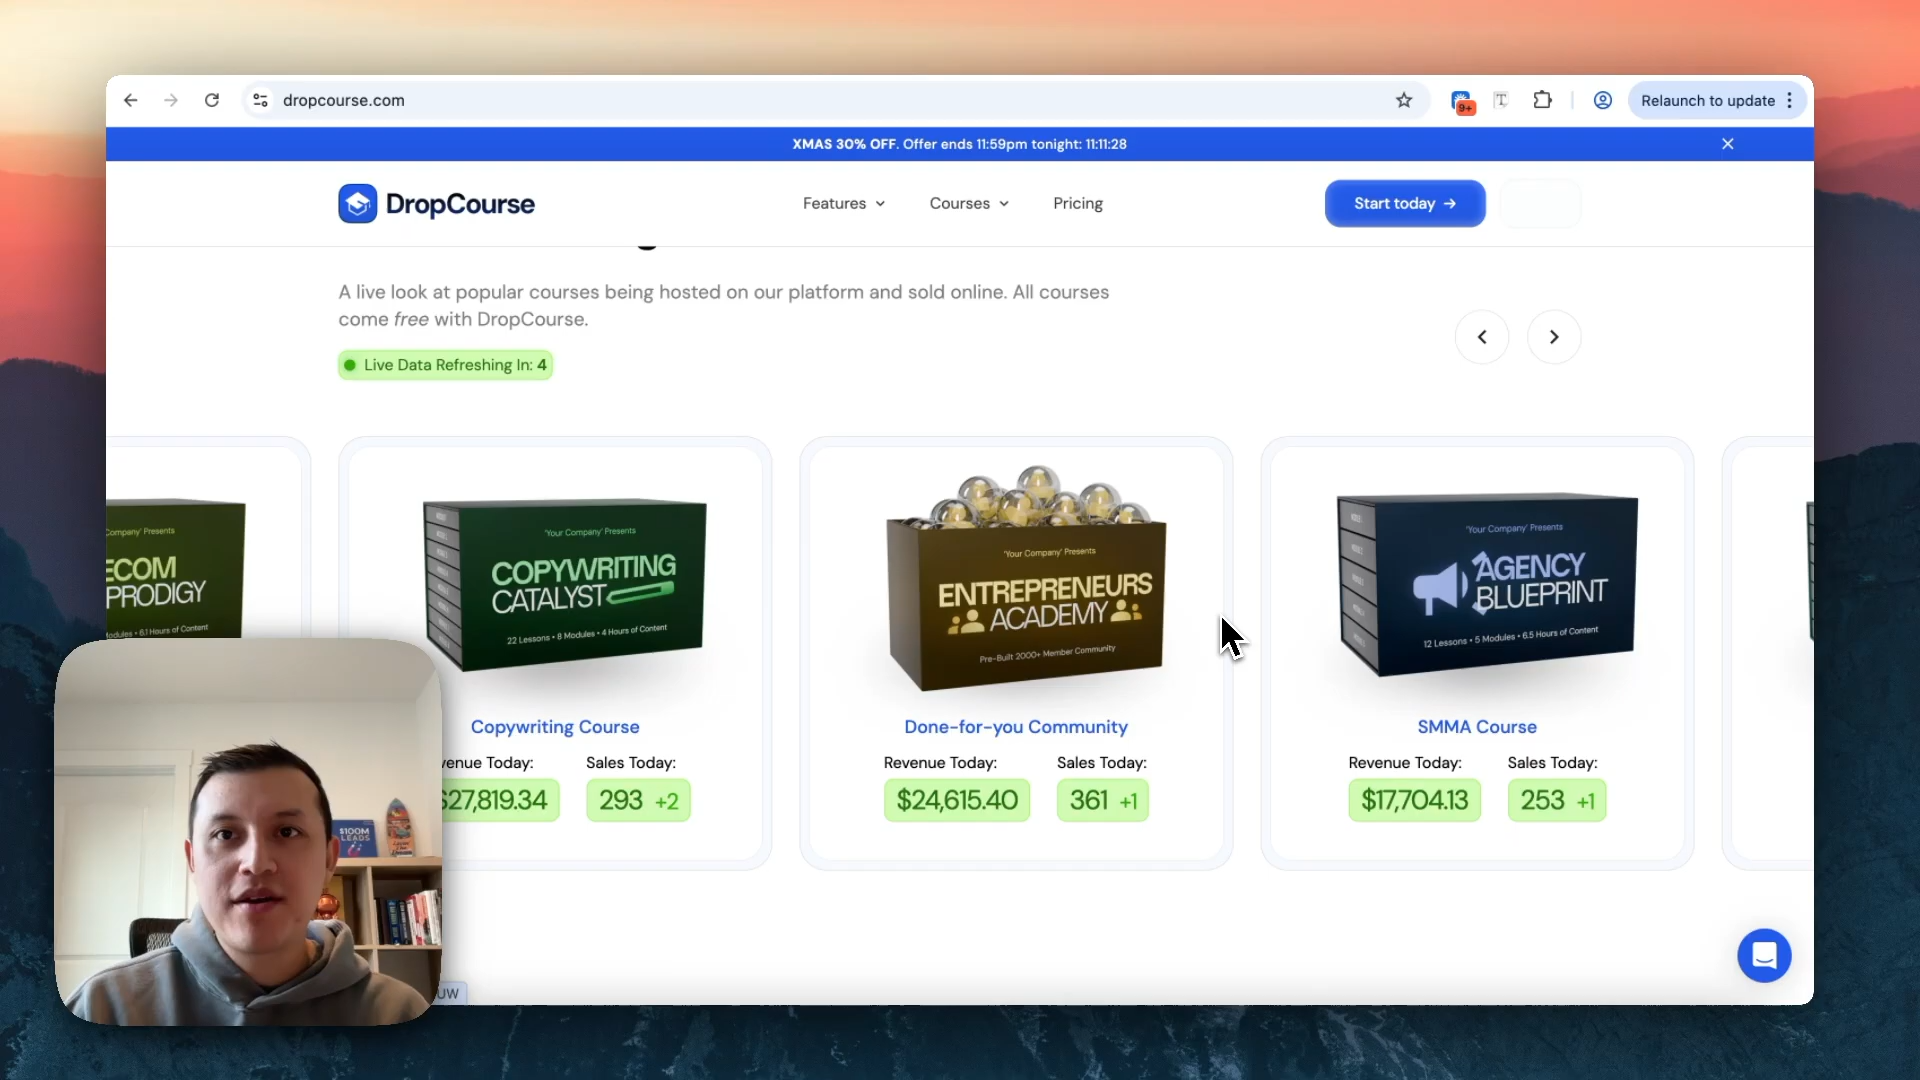 dropcourse.com
9+
Relaunch to update
XMAS 30% OFF. Offer ends 11:59pm tonight: 11:11:28
DropCourse
Features
Courses
Pricing
Start today →
A live look at popular courses being hosted on our platform and sold online. All courses
come free with DropCourse.
Live Data Refreshing In: 4
Company' Presents
ECOM
PRODIGY
Modules • 6.1 Hours of Content
'Your Company' Presents
COPYWRITING
CATALYST
22 Lessons • 8 Modules • 4 Hours of Content
Copywriting Course
venue Today:
Sales Today:
$27,819.34
293 +2
'Your Company' Presents
ENTREPRENEURS
ACADEMY
Pre-Built 2000+ Member Community
Done-for-you Community
Revenue Today:
Sales Today:
$24,615.40
361 +1
'Your Company' Presents
AGENCY
BLUEPRINT
12 Lessons • 5 Modules • 6.5 Hours of Content
SMMA Course
Revenue Today:
Sales Today:
$17,704.13
253 +1
$100M
LEADS
UW